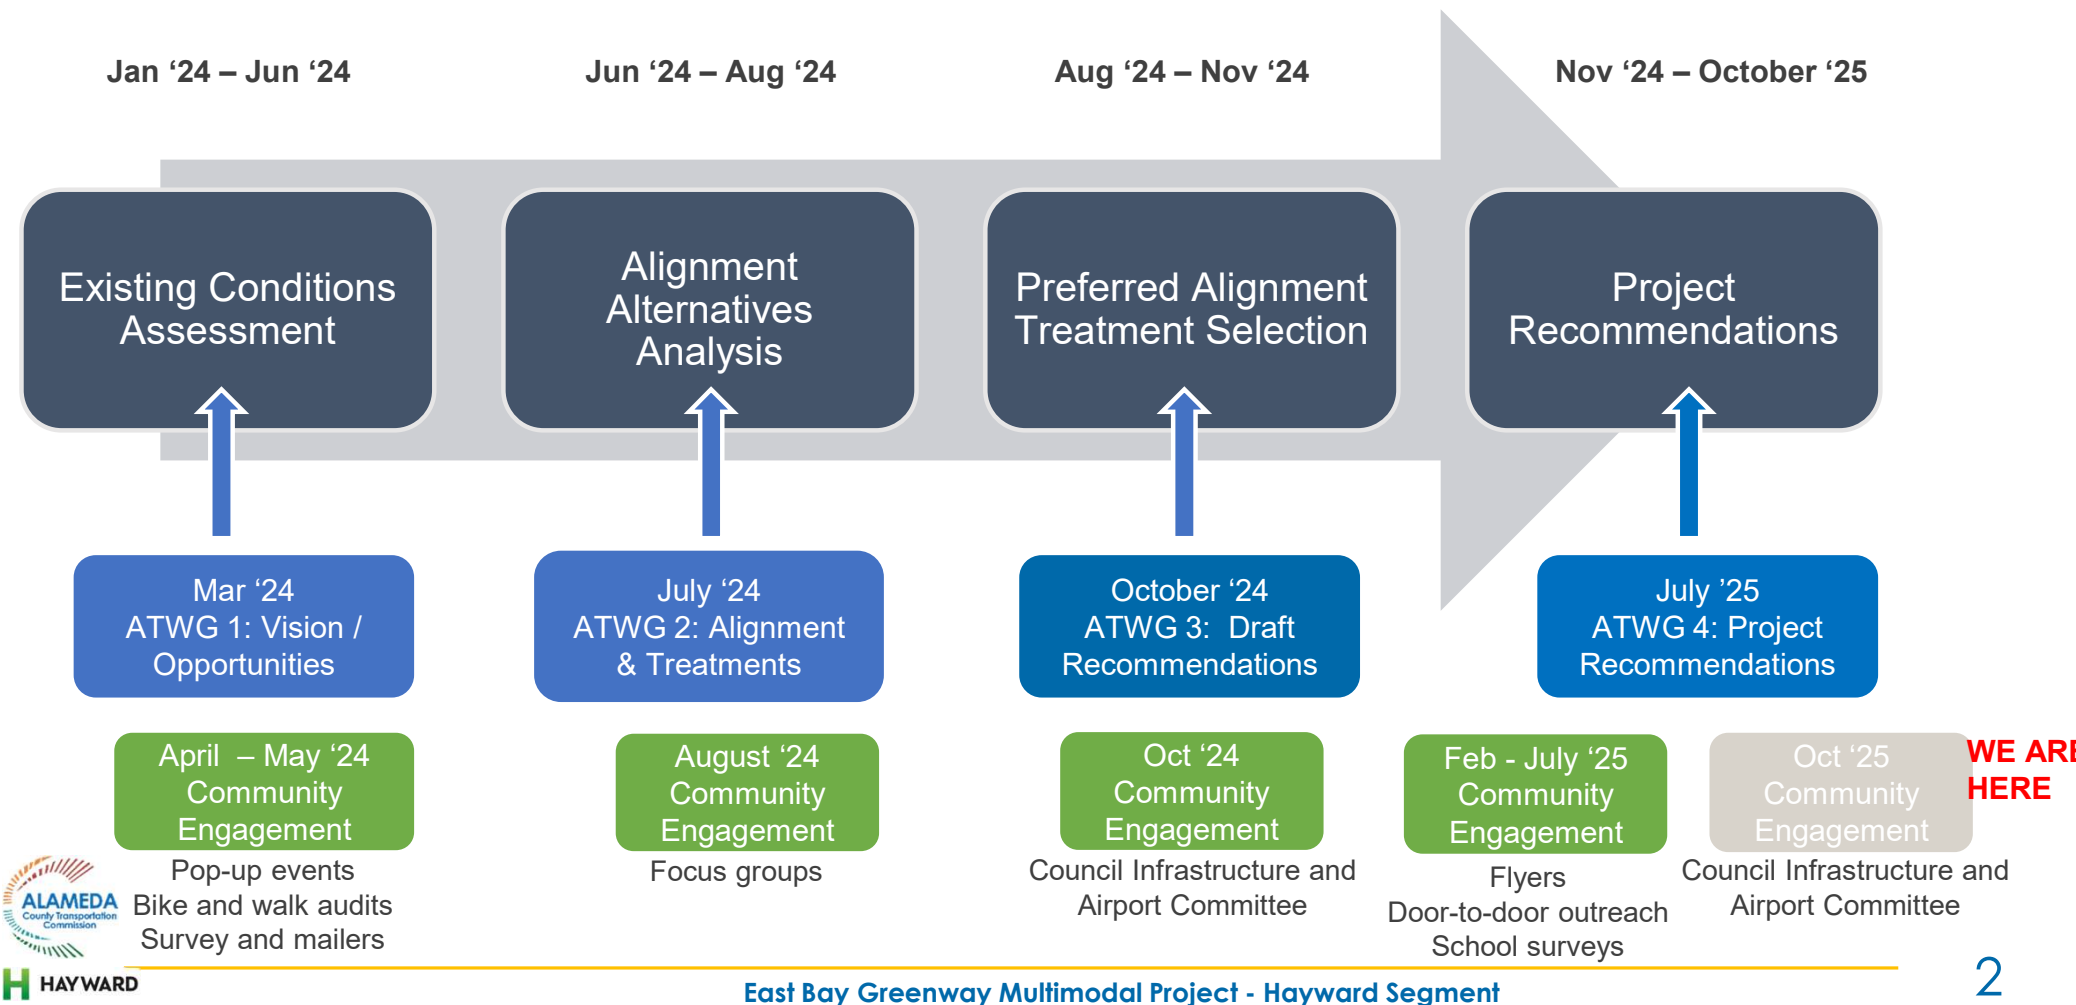 Jan ‘24 – Jun ‘24
Jun ‘24 – Aug ‘24
Aug ‘24 – Nov ‘24
Nov ‘24 – October ‘25
Existing Conditions
Assessment
Alignment
Alternatives
Analysis
Preferred Alignment
Treatment Selection
Project
Recommendations
Mar ‘24
ATWG 1: Vision /
Opportunities
July ‘24
ATWG 2: Alignment
& Treatments
October ‘24
ATWG 3: Draft
Recommendations
July ’25
ATWG 4: Project
Recommendations
April – May ‘24
Community
Engagement
Pop-up events
Bike and walk audits
Survey and mailers
August ‘24
Community
Engagement
Focus groups
Oct ‘24
Community
Engagement
Council Infrastructure and
Airport Committee
Feb - July ‘25
Community
Engagement
Flyers
Door-to-door outreach
School surveys
Oct ‘25
Community
Engagement
Council Infrastructure and
Airport Committee
WE ARE
HERE
ALAMEDA
County Transportation
Commission
H HAYWARD
East Bay Greenway Multimodal Project - Hayward Segment
2